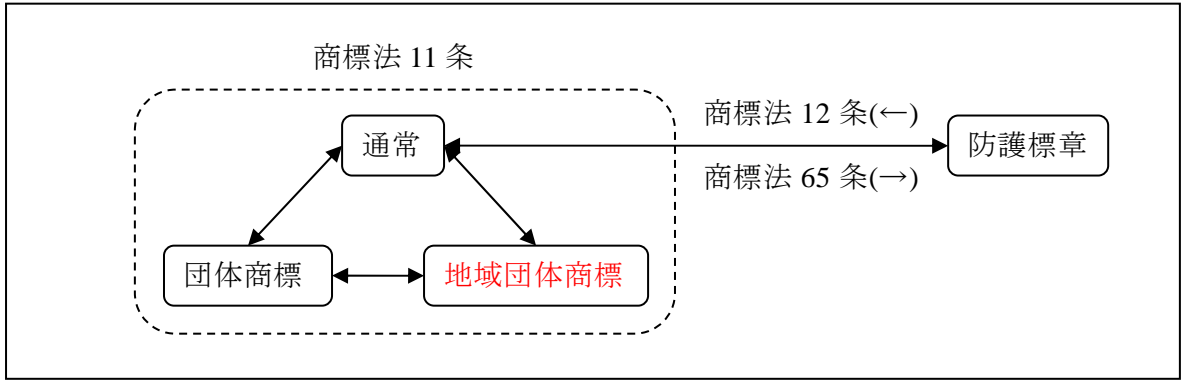 商標法 11 条
商標法 12 条(←)
通常
防護標章
商標法 65 条(→)
団体商標
地域団体商標